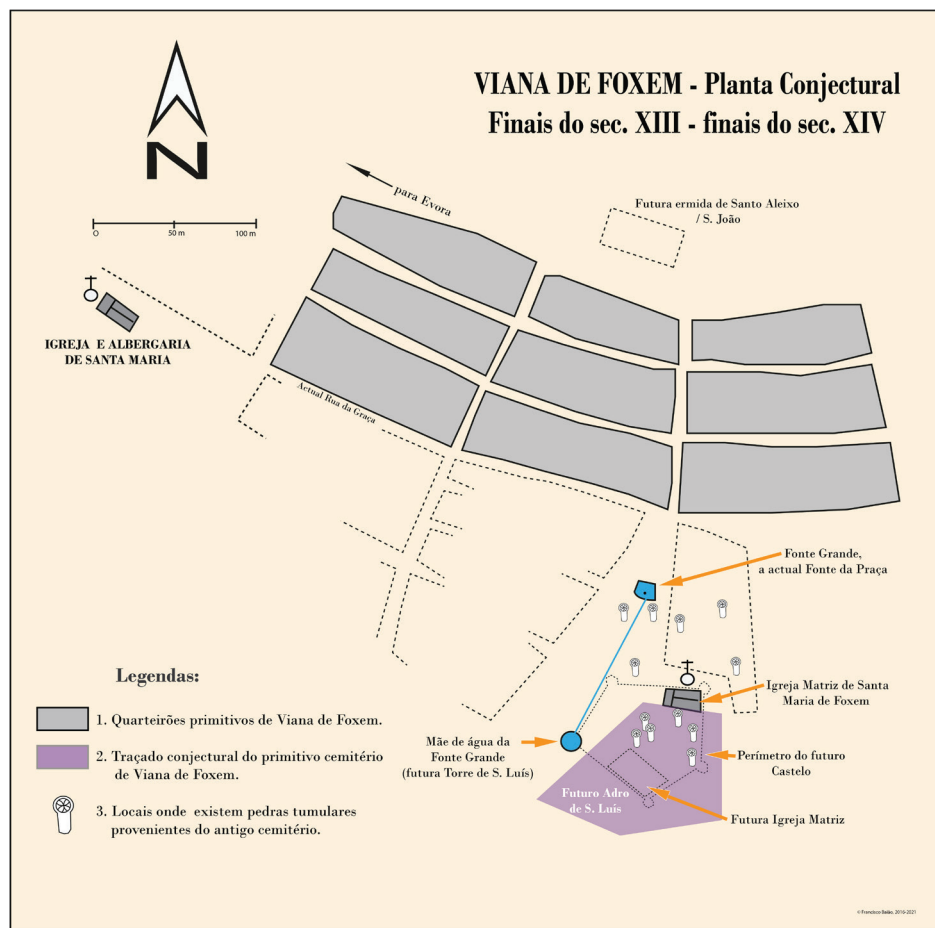 VIANA DE FOXEM - Planta Conjectural
Finais do sec. XIII - finais do sec. XIV
N
O
50 m
100 m
para Evora
Futura ermida de Santo Aleixo
/ S. João
IGREJA E ALBERGARIA
DE SANTA MARIA
Actual Rua da Graça
Fonte Grande,
a actual Fonte da Praça
Igreja Matriz de Santa
Maria de Foxem
Mãe de água da
Fonte Grande
(futura Torre de S. Luís)
Perímetro do futuro
Castelo
Futuro Adro
de S. Luís
Futura Igreja Matriz
Legendas:
1. Quarteirões primitivos de Viana de Foxem.
2. Traçado conjectural do primitivo cemitério
de Viana de Foxem.
3. Locais onde existem pedras tumulares
provenientes do antigo cemitério.
© Francisco Baião, 2016-2021